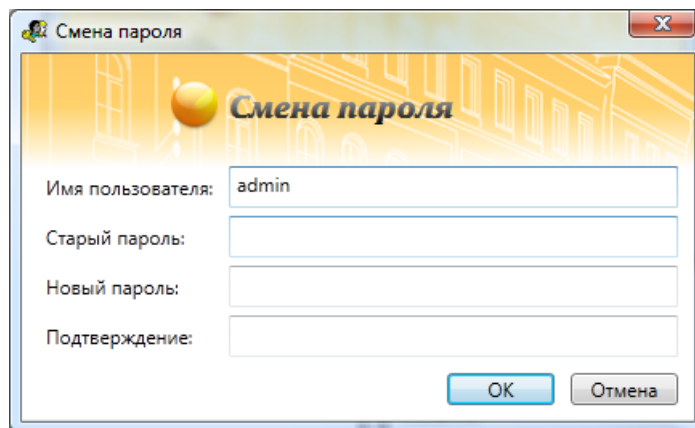 Смена пароля
Смена пароля
Имя пользователя: admin
Старый пароль:
Новый пароль:
Подтверждение:
OK Отмена